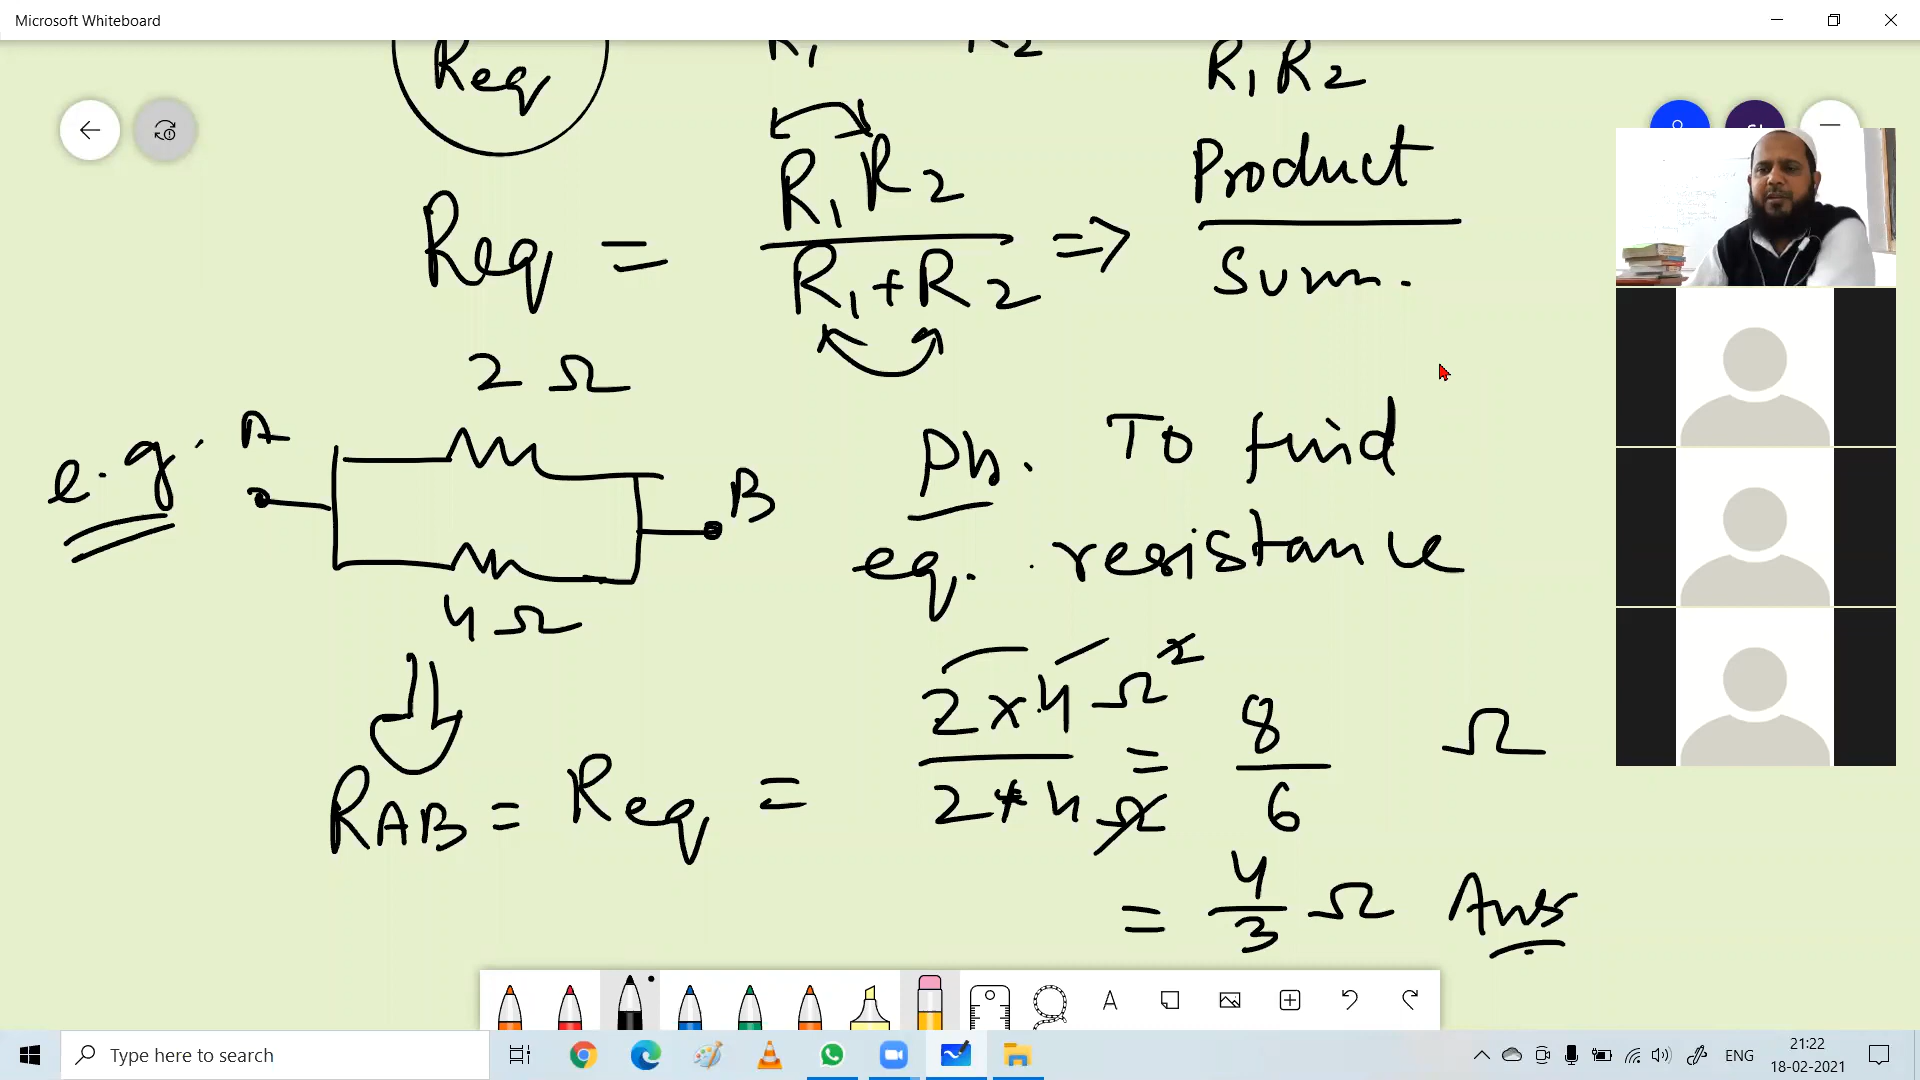 Microsoft Whiteboard
Req
R₁ R₂
R₁R₂
Req = R₁R₂ / R₁+R₂ => Product / Sum.
2 Ω
e.g. A B
4 Ω
Pb. To find
eq. resistance
RAB = Req = 2×4 Ω² / 2+4 Ω = 8 / 6 Ω
= 4 / 3 Ω Ans
A
Type here to search
ENG
21:22
18-02-2021